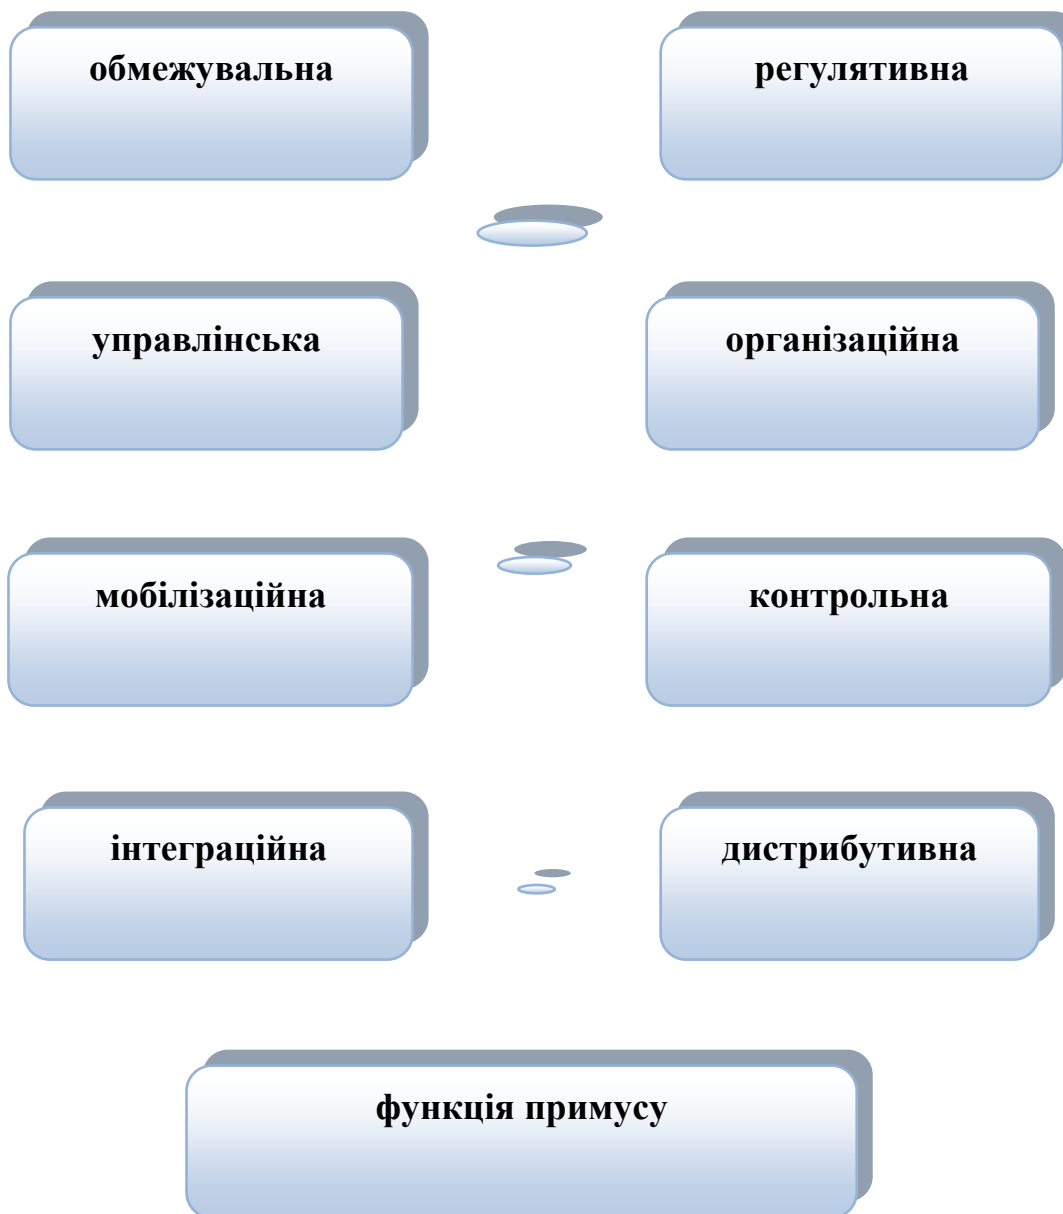 обмежувальна
регулятивна
управлінська
організаційна
мобілізаційна
контрольна
інтеграційна
дистрибутивна
функція примусу